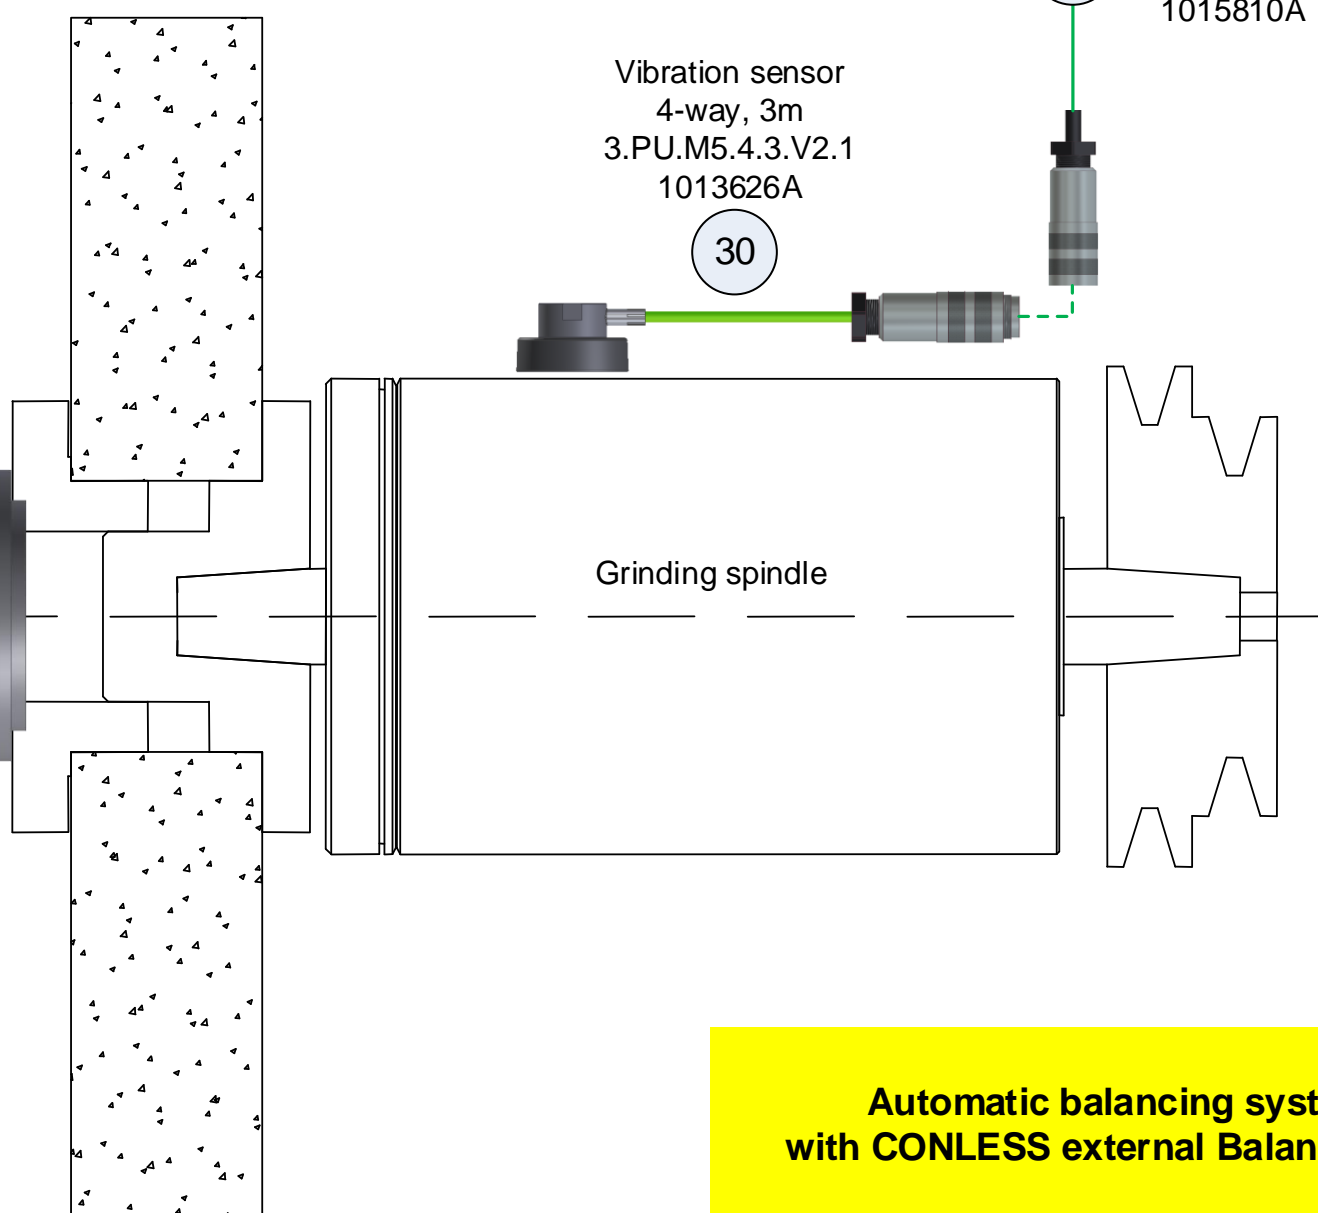 1015810A
Vibration sensor
4-way, 3m
3.PU.M5.4.3.V2.1
1013626A
30
Grinding spindle
Automatic balancing syst
with CONLESS external Balan